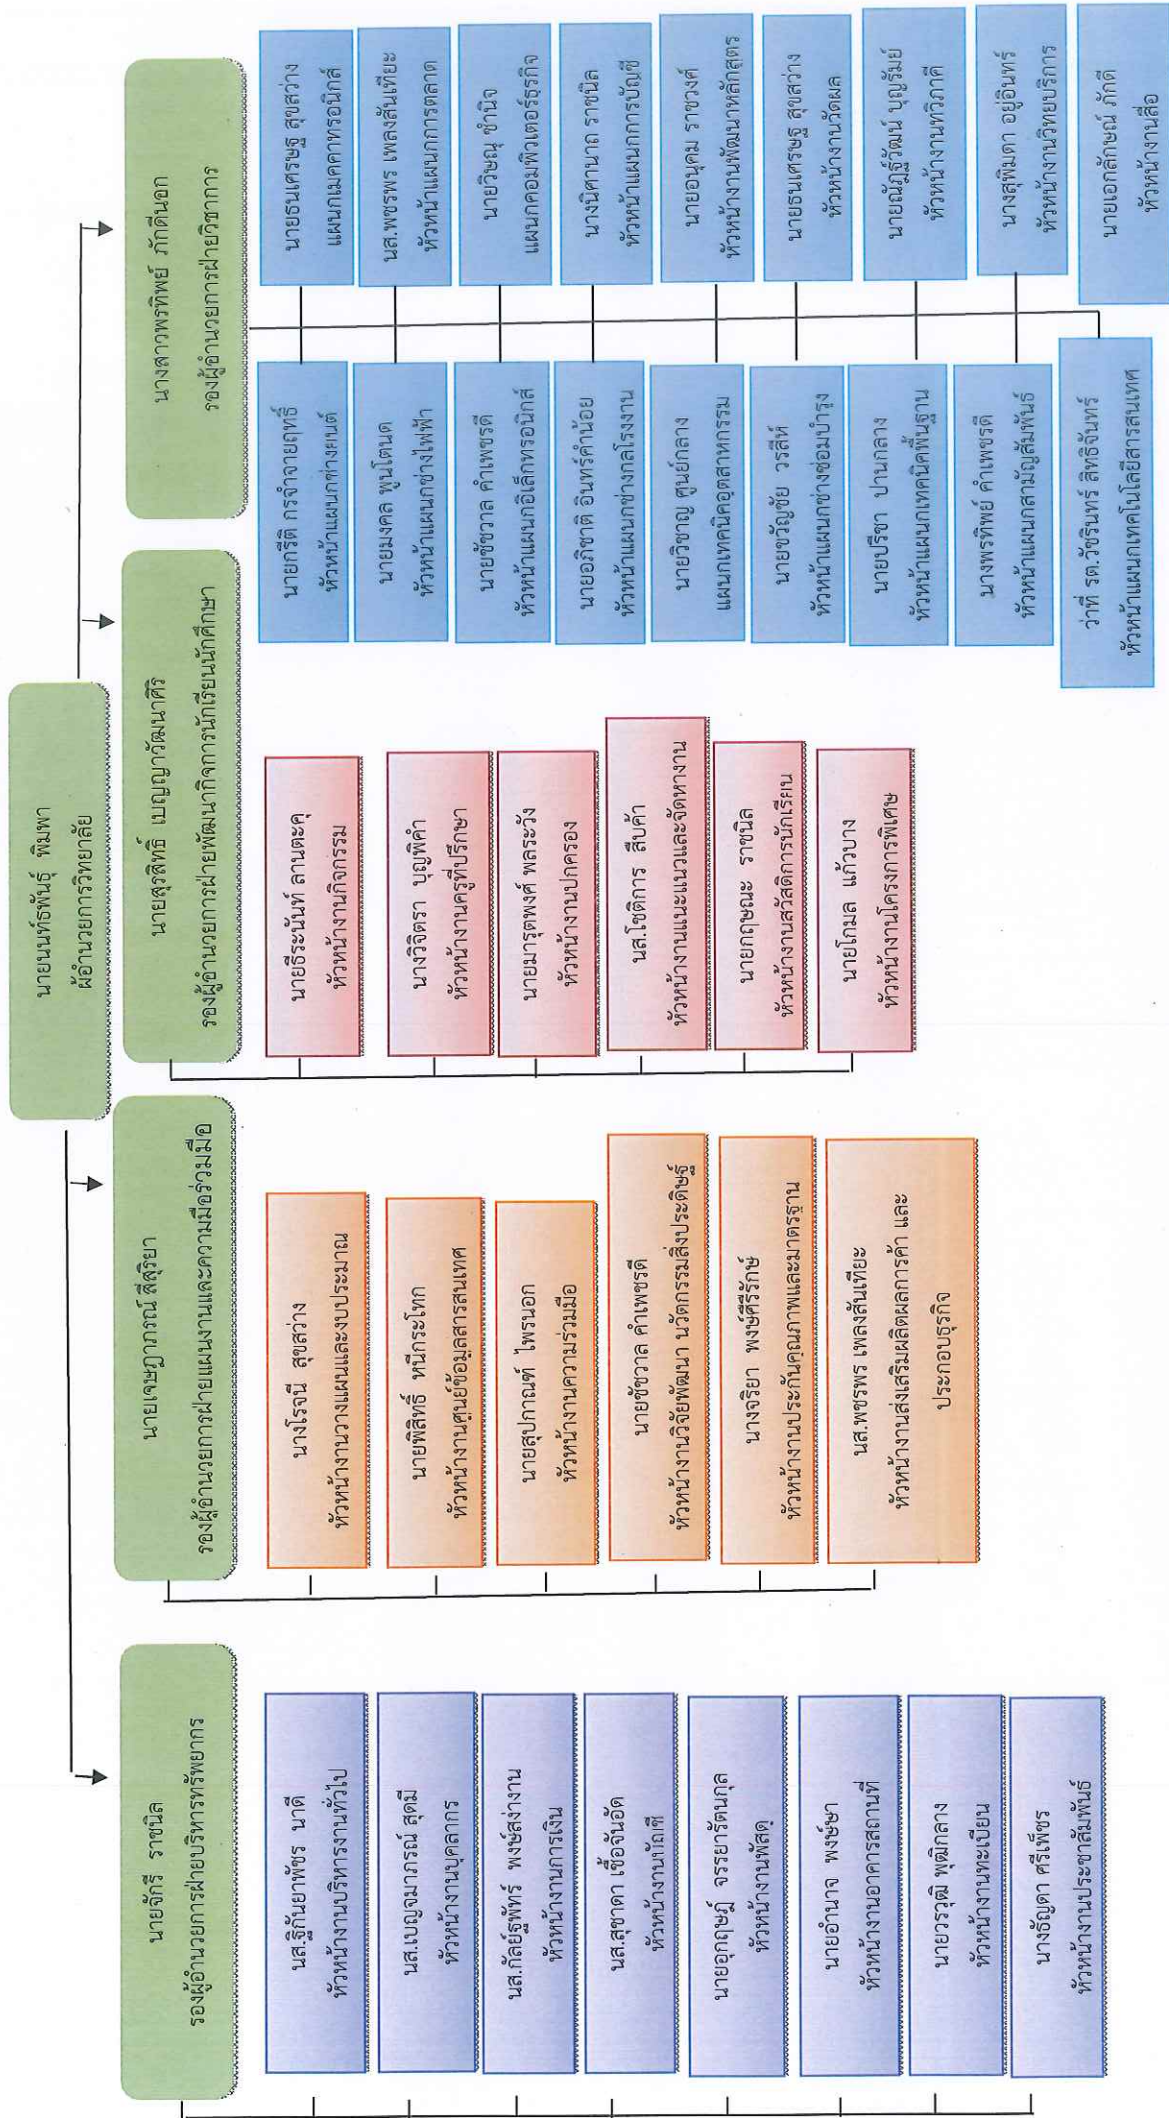 นายนนท์ธพันธุ์ พิมพา
ผู้อำนวยการวิทยาลัย
นายจักรี ราชนิล
รองผู้อำนวยการฝ่ายบริหารทรัพยากร
นส.ฐิกันยาพัชร นาดี
หัวหน้างานบริหารงานทั่วไป
นส.เบญจมาภรณ์ สุดมี
หัวหน้างานบุคลากร
นส.กัลย์ฐพัทร์ พงษ์สง่างาน
หัวหน้างานการเงิน
นส.สุชาดา เชื้อจันอัด
หัวหน้างานบัญชี
นายอุกฤษฎ์ จรรยารัตนกุล
หัวหน้างานพัสดุ
นายอำนาจ พงษ์ษา
หัวหน้างานอาคารสถานที่
นายวรวุฒิ พุฒิกลาง
หัวหน้างานทะเบียน
นางธัญดา ศรีเพ็ชร
หัวหน้างานประชาสัมพันธ์
นายเจษฎาภรณ์ สีสุริยา
รองผู้อำนวยการฝ่ายแผนงานและความมือร่วมมือ
นางโรจนี สุขสว่าง
หัวหน้างานวางแผนและงบประมาณ
นายพิสิทธิ์ หนีกระโทก
หัวหน้างานศูนย์ข้อมูลสารสนเทศ
นายสุปกาณฑ์ ไพรนอก
หัวหน้างานความร่วมมือ
นายชัชวาล คำเพชรดี
หัวหน้างานวิจัยพัฒนา นวัตกรรมสิ่งประดิษฐ์
นางจริยา พงษ์ศิริรักษ์
หัวหน้างานประกันคุณภาพและมาตรฐาน
นส.พชรพร เพลงสันเทียะ
หัวหน้างานส่งเสริมผลิตผลการค้า และ
ประกอบธุรกิจ
นายสุรสิทธิ์ เบญญาวัฒนาศิริ
รองผู้อำนวยการฝ่ายพัฒนากิจการนักเรียนนักศึกษา
นายธีระนันท์ ลานตะคุ
หัวหน้างานกิจกรรม
นางวิจิตรา บุญพิคำ
หัวหน้างานครูที่ปรึกษา
นายมารุตพงศ์ พลระวัง
หัวหน้างานปกครอง
นส.โชติการ สืบค้า
หัวหน้างานแนะแนวและจัดหางาน
นายกฤษณะ ราชนิล
หัวหน้างานสวัสดิการนักเรียน
นายโกมล แก้วบาง
หัวหน้างานโครงการพิเศษ
นางสาวพรทิพย์ ภักดีนอก
รองผู้อำนวยการฝ่ายวิชาการ
นายกรีติ กรจำจายฤทธิ์
หัวหน้าแผนกช่างยนต์
นายมงคล พูนโตนด
หัวหน้าแผนกช่างไฟฟ้า
นายชัชวาล คำเพชรดี
หัวหน้าแผนกอิเล็กทรอนิกส์
นายอภิชาติ อินทร์คำน้อย
หัวหน้าแผนกช่างกลโรงงาน
นายวิชาญ ศูนย์กลาง
แผนกเทคนิคอุตสาหกรรม
นายขวัญชัย วรสีห์
หัวหน้าแผนกช่างซ่อมบำรุง
นายปรีชา ปานกลาง
หัวหน้าแผนกเทคนิคพื้นฐาน
นางพรทิพย์ คำเพชรดี
หัวหน้าแผนกสามัญสัมพันธ์
ว่าที่ รต.วัชรินทร์ สิทธิจันทร์
หัวหน้าแผนกเทคโนโลยีสารสนเทศ
นายธนเศรษฐ สุขสว่าง
แผนกเมคคาทรอนิกส์
นส.พชรพร เพลงสันเทียะ
หัวหน้าแผนกการตลาด
นายวิษณุ ชำนิจ
แผนกคอมพิวเตอร์ธุรกิจ
นางนิศานาถ ราชนิล
หัวหน้าแผนกการบัญชี
นายอนุคม ราชวงศ์
หัวหน้างานพัฒนาหลักสูตร
นายธนเศรษฐ สุขสว่าง
หัวหน้างานวัดผล
นายณัฏฐ์วัฒน์ บุญรัมย์
หัวหน้างานทวิภาคี
นางสุพิมตา อยู่อินทร์
หัวหน้างานวิทยบริการ
นายเอกลักษณ์ ภักดี
หัวหน้างานสื่อ